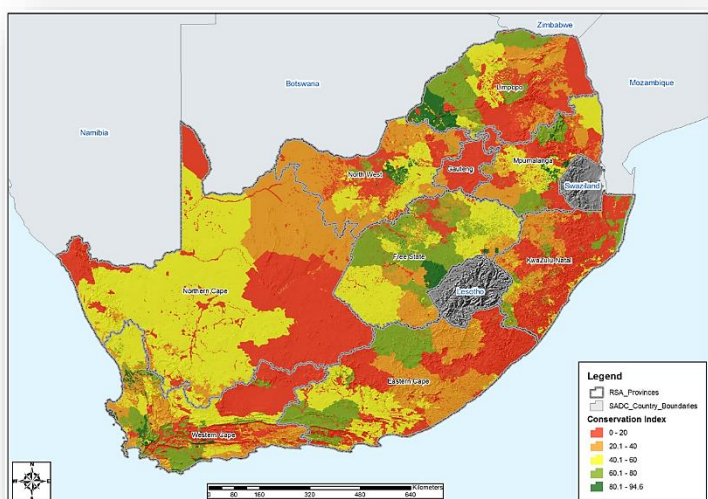 Zimbabwe
Botswana
Mozambique
Limpopo
Namibia
North West
Gauteng
Mpumalanga
Swaziland
Free State
KwaZulu Natal
Northern Cape
Lesotho
Eastern Cape
Western Cape
Legend
RSA_Provinces
SADC_Country_Boundaries
Conservation Index
0 - 20
20.1 - 40
40.1 - 60
60.1 - 80
80.1 - 94.6
N
W E
S
Kilometers
0 80 160 320 480 640